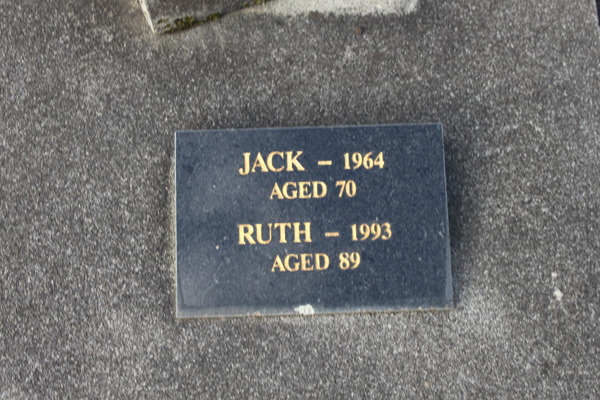 JACK – 1964
AGED 70
RUTH – 1993
AGED 89